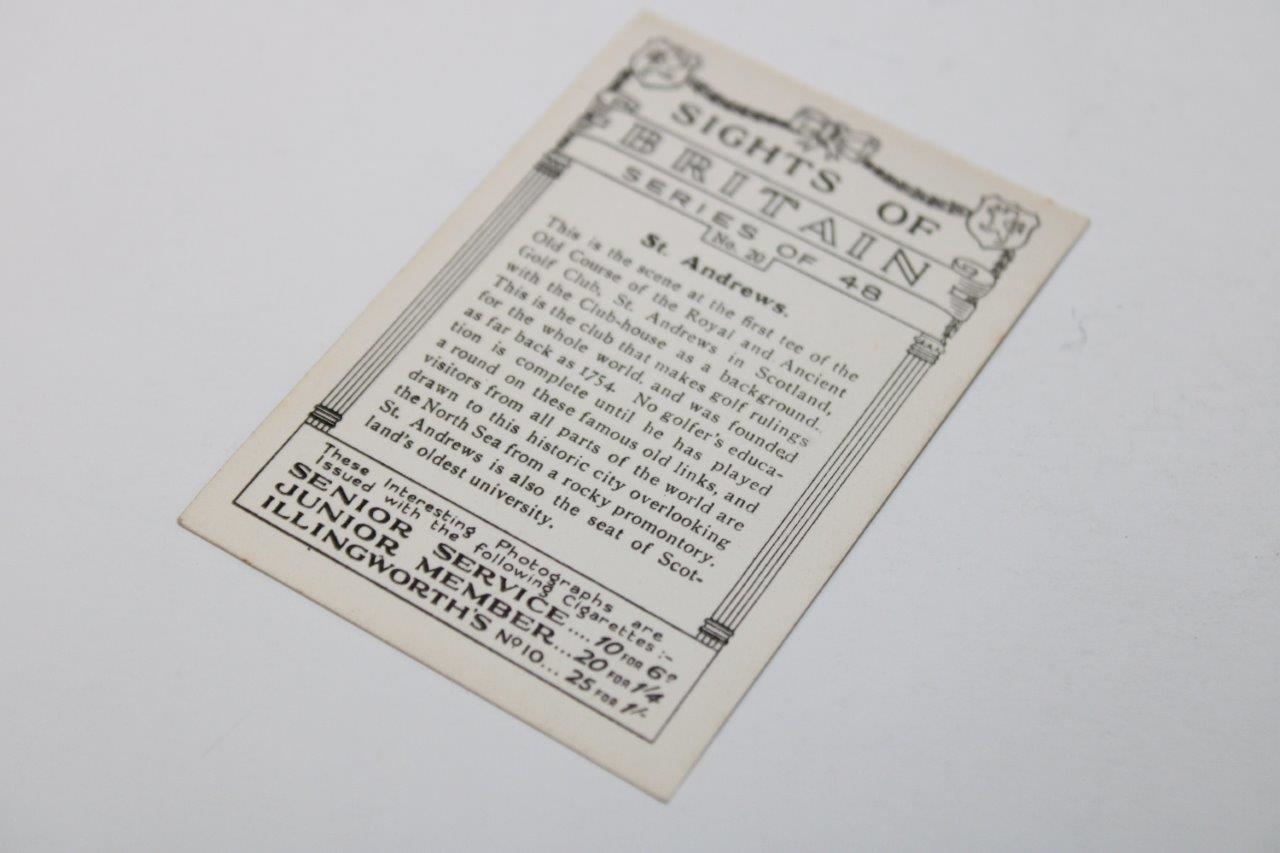 SIGHTS OF
BRITAIN
SERIES OF 48
No. 20
St. Andrews.
This is the scene at the first tee of the
Old Course of the Royal and Ancient
Golf Club, St. Andrews in Scotland,
with the Club-house as a background.
This is the club that makes golf rulings
for the whole world, and was founded
as far back as 1754. No golfer's educa-
tion is complete until he has played
a round on these famous old links, and
visitors from all parts of the world are
drawn to this historic city overlooking
the North Sea from a rocky promontory.
St. Andrews is also the seat of Scot-
land's oldest university.
These Interesting Photographs are
issued with the following Cigarettes :-
SENIOR SERVICE .... 10 FOR 6D
JUNIOR MEMBER ... 20 FOR 1/4
ILLINGWORTH'S No 10 ... 25 FOR 1/-